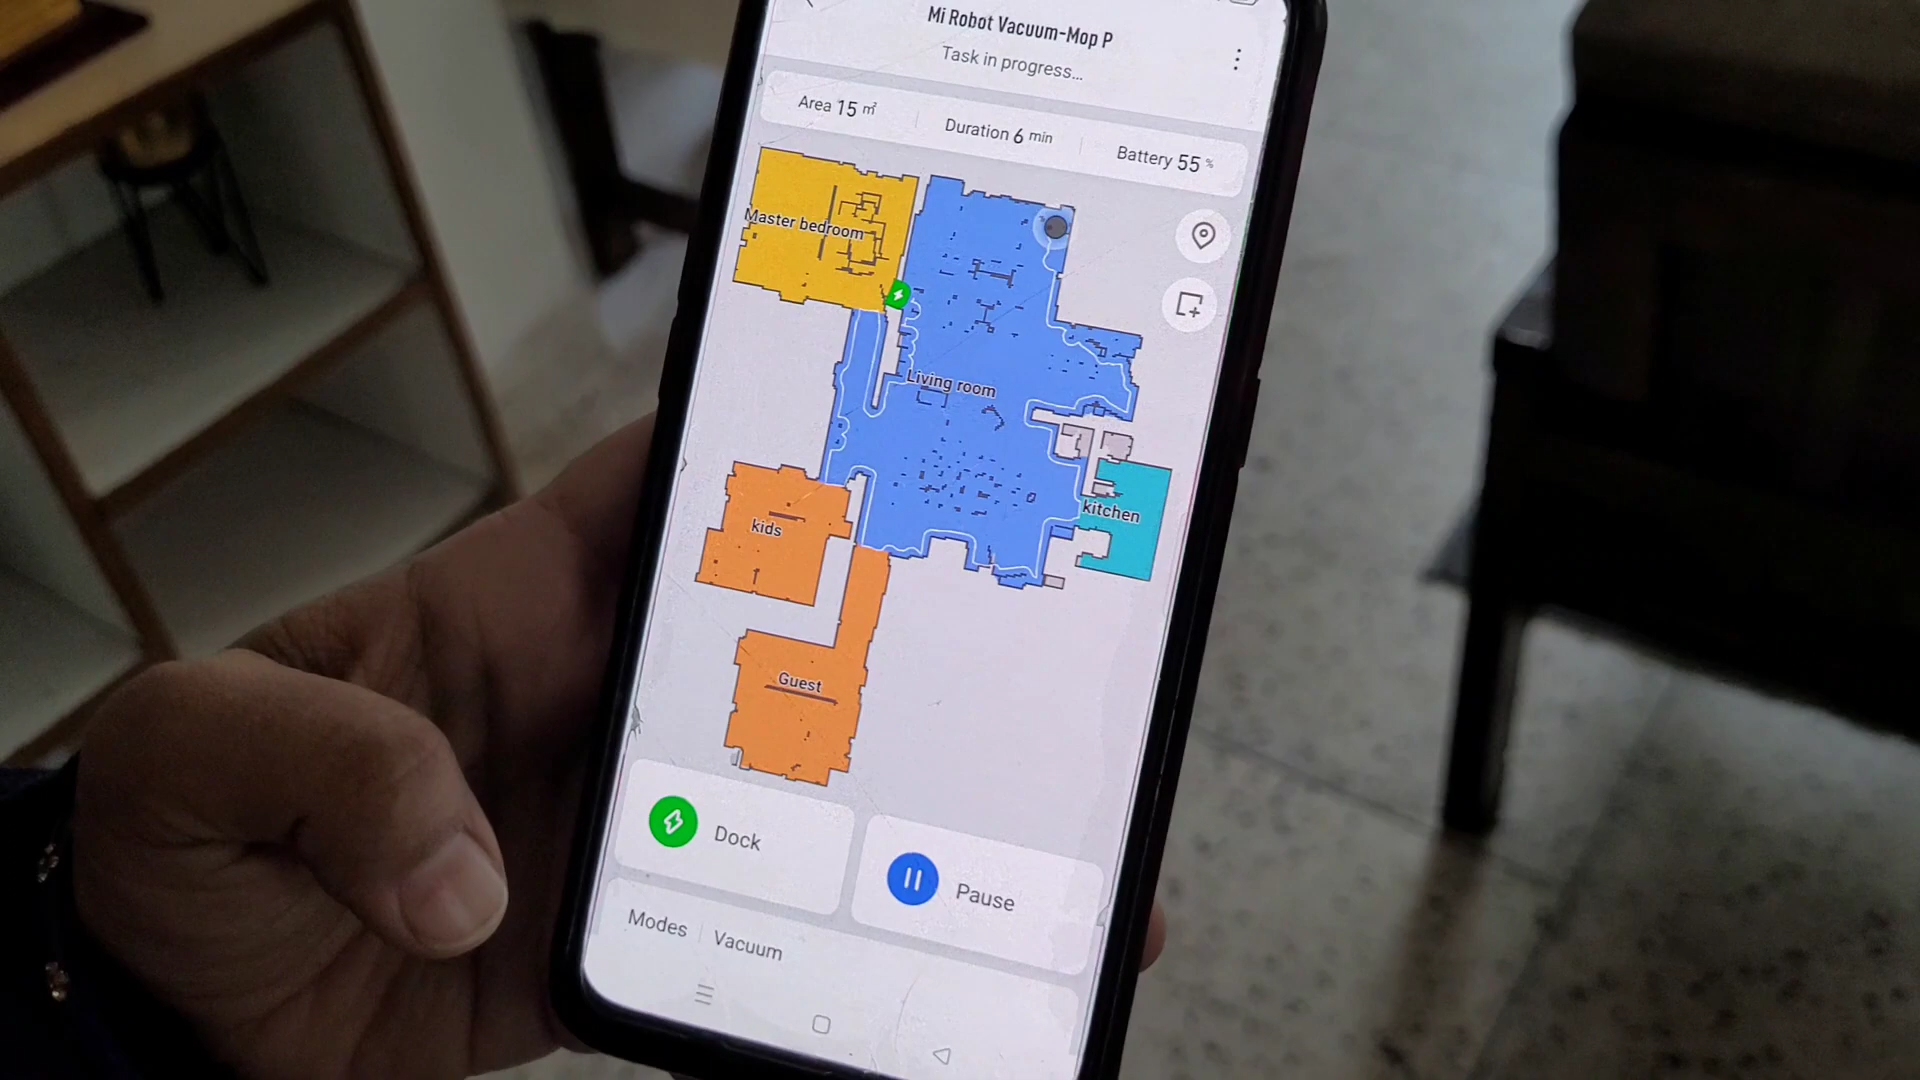 Mi Robot Vacuum-Mop P
Task in progress...
Area 15 ㎡
Duration 6 min
Battery 55 %
Master bedroom
Living room
kitchen
kids
Guest
Dock
Pause
Modes
Vacuum